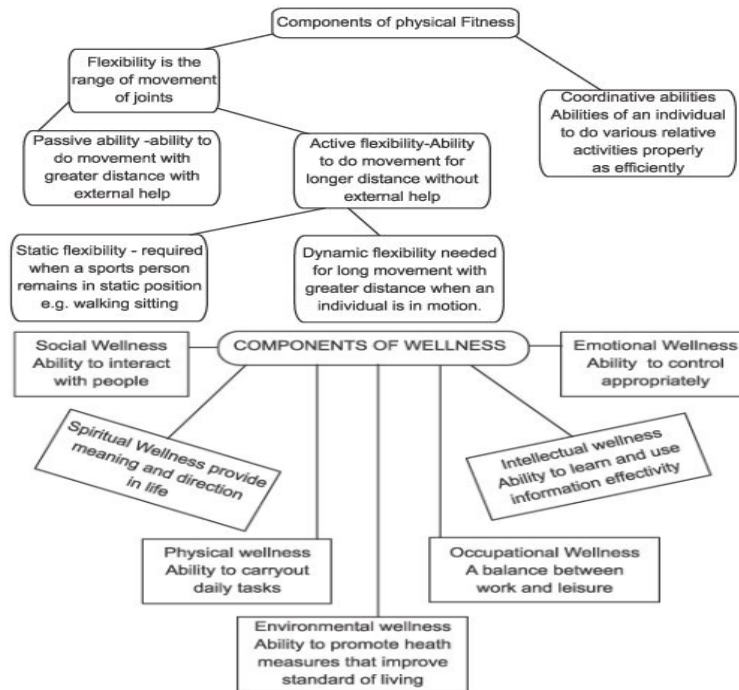 Components of physical Fitness
Flexibility is the
range of movement
of joints
Coordinative abilities
Abilities of an individual
to do various relative
activities properly
as efficiently
Passive ability -ability to
do movement with
greater distance with
external help
Active flexibility-Ability
to do movement for
longer distance without
external help
Static flexibility - required
when a sports person
remains in static position
e.g. walking sitting
Dynamic flexibility needed
for long movement with
greater distance when an
individual is in motion.
COMPONENTS OF WELLNESS
Social Wellness
Ability to interact
with people
Emotional Wellness
Ability to control
appropriately
Spiritual Wellness provide
meaning and direction
in life
Intellectual wellness
Ability to learn and use
information effectivity
Physical wellness
Ability to carryout
daily tasks
Occupational Wellness
A balance between
work and leisure
Environmental wellness
Ability to promote heath
measures that improve
standard of living